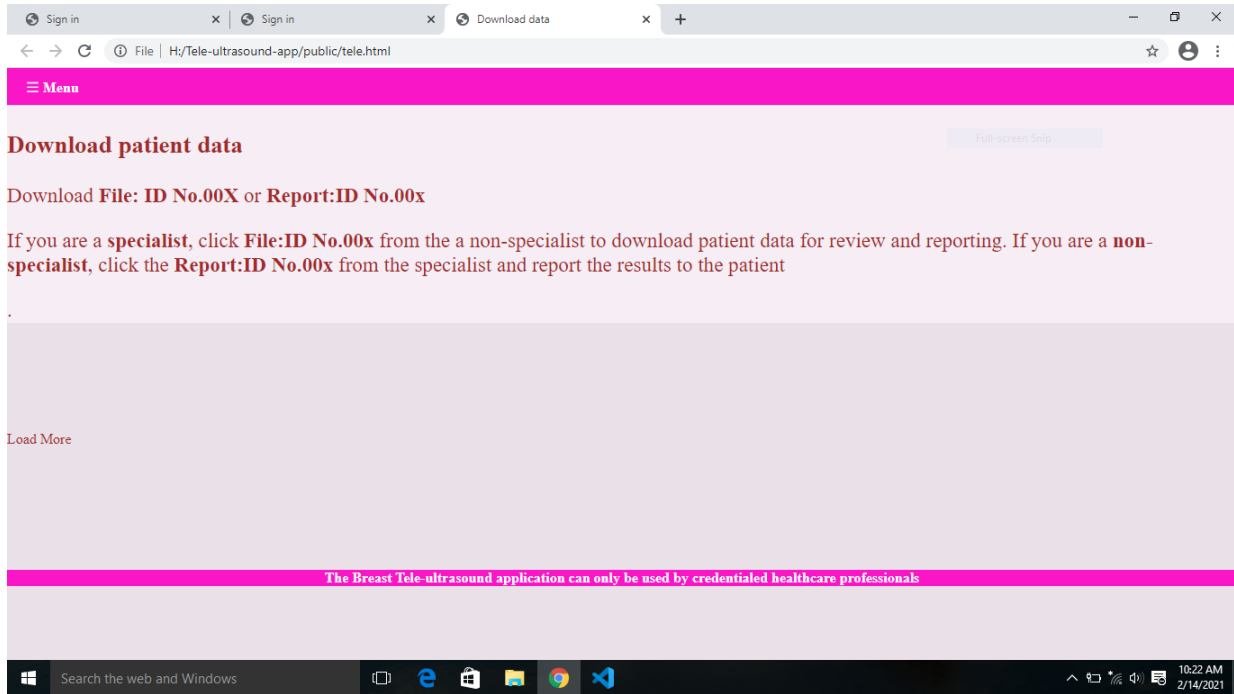 Sign in
Sign in
Download data
File
H:/Tele-ultrasound-app/public/tele.html
☰ Menu
Full-screen Snip
Download patient data
Download File: ID No.00X or Report:ID No.00x
If you are a specialist, click File:ID No.00x from the a non-specialist to download patient data for review and reporting. If you are a non-
specialist, click the Report:ID No.00x from the specialist and report the results to the patient
.
Load More
The Breast Tele-ultrasound application can only be used by credentialed healthcare professionals
Search the web and Windows
10:22 AM
2/14/2021